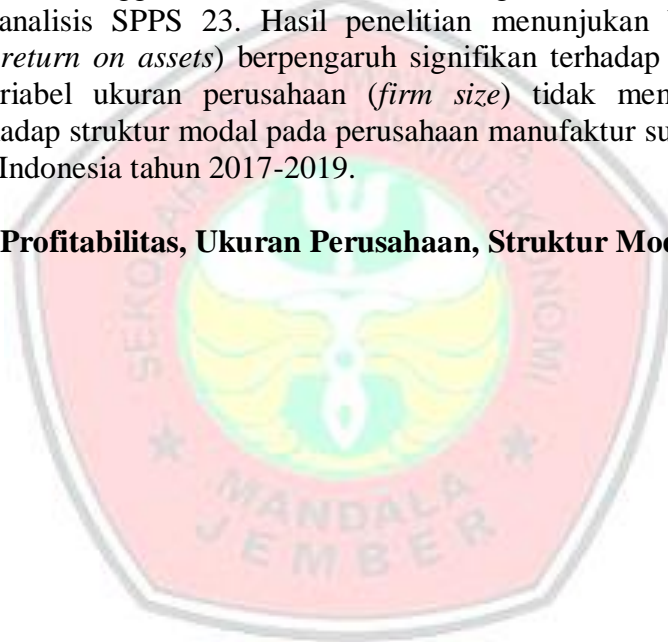 analisis SPPS 23. Hasil penelitian menunjukan
return on assets) berpengaruh signifikan terhadap
riabel ukuran perusahaan (firm size) tidak men
adap struktur modal pada perusahaan manufaktur su
Indonesia tahun 2017-2019.
Profitabilitas, Ukuran Perusahaan, Struktur Mod
EKONOMI
MANDALA
JEMBER